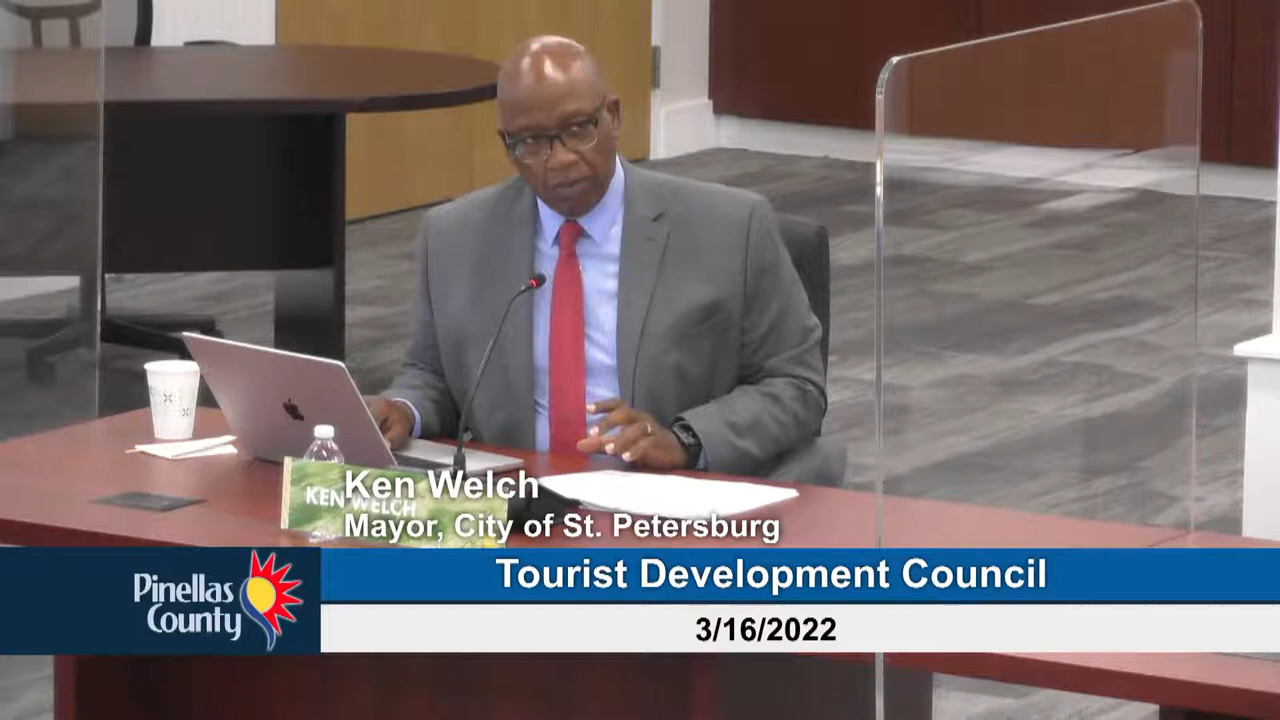 KEN WELCH
Ken Welch
Mayor, City of St. Petersburg
Pinellas
County
Tourist Development Council
3/16/2022